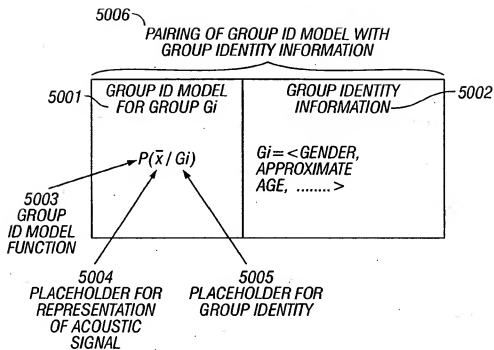 5006
PAIRING OF GROUP ID MODEL WITH
GROUP IDENTITY INFORMATION
5001
GROUP ID MODEL
FOR GROUP Gi
GROUP IDENTITY
INFORMATION
5002
P(x̄ / Gi)
Gi = < GENDER,
APPROXIMATE
AGE, ........ >
5003
GROUP
ID MODEL
FUNCTION
5004
PLACEHOLDER FOR
REPRESENTATION
OF ACOUSTIC
SIGNAL
5005
PLACEHOLDER FOR
GROUP IDENTITY